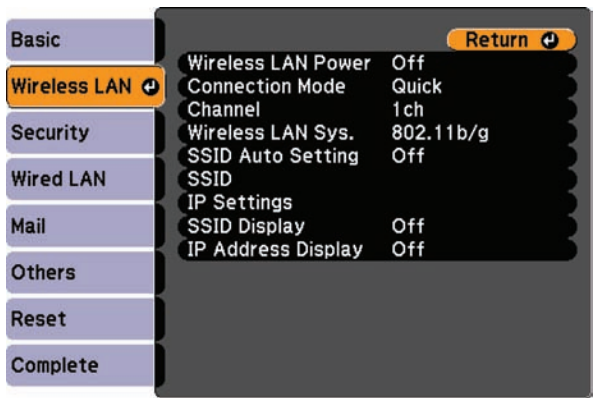 Basic
Wireless LAN
Security
Wired LAN
Mail
Others
Reset
Complete
Return
Wireless LAN Power Off
Connection Mode Quick
Channel 1ch
Wireless LAN Sys. 802.11b/g
SSID Auto Setting Off
SSID
IP Settings
SSID Display Off
IP Address Display Off